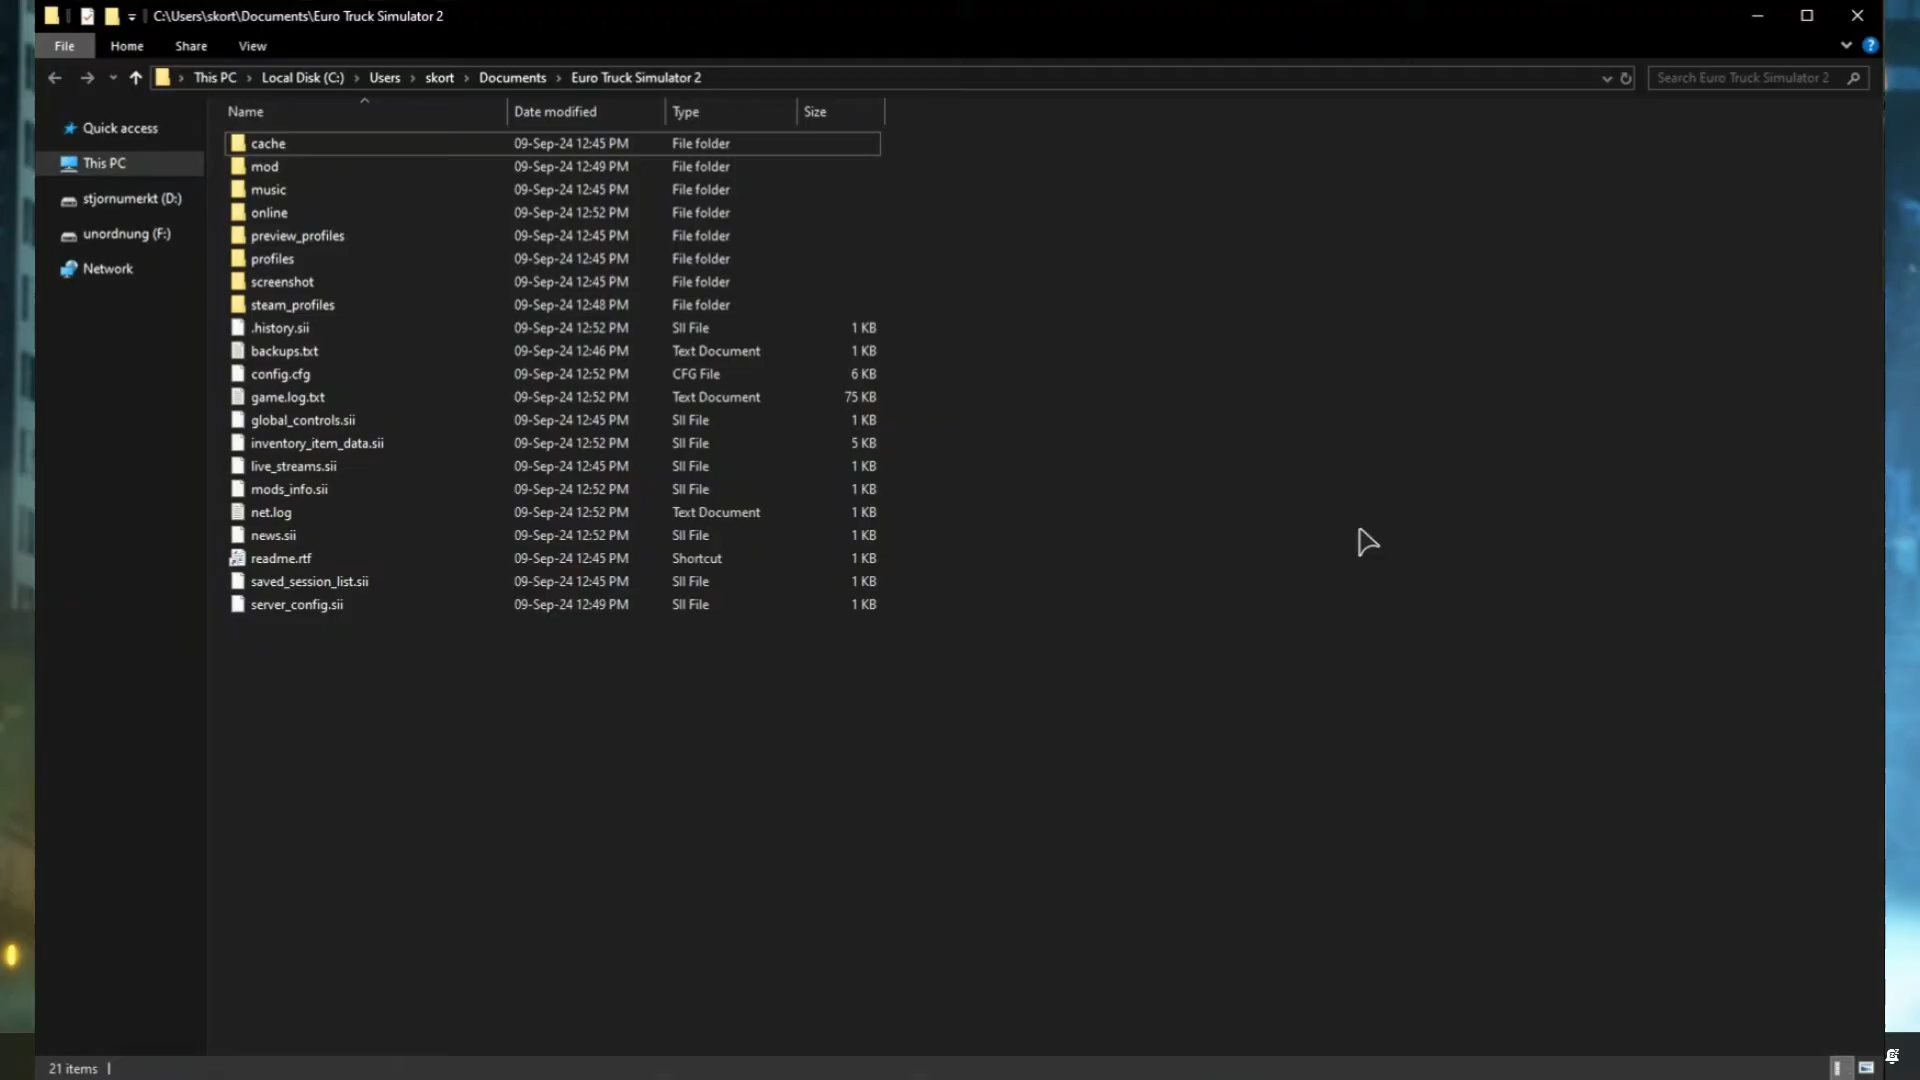 C:\Users\skort\Documents\Euro Truck Simulator 2
File Home Share View
This PC Local Disk (C:) Users skort Documents Euro Truck Simulator 2 Search Euro Truck Simulator 2
Quick access
This PC
stjornumerkt (D:)
unordnung (F:)
Network
Name Date modified Type Size
cache 09-Sep-24 12:45 PM File folder
mod 09-Sep-24 12:49 PM File folder
music 09-Sep-24 12:45 PM File folder
online 09-Sep-24 12:52 PM File folder
preview_profiles 09-Sep-24 12:45 PM File folder
profiles 09-Sep-24 12:45 PM File folder
screenshot 09-Sep-24 12:45 PM File folder
steam_profiles 09-Sep-24 12:48 PM File folder
.history.sii 09-Sep-24 12:52 PM SII File 1 KB
backups.txt 09-Sep-24 12:46 PM Text Document 1 KB
config.cfg 09-Sep-24 12:52 PM CFG File 6 KB
game.log.txt 09-Sep-24 12:52 PM Text Document 75 KB
global_controls.sii 09-Sep-24 12:45 PM SII File 1 KB
inventory_item_data.sii 09-Sep-24 12:52 PM SII File 5 KB
live_streams.sii 09-Sep-24 12:45 PM SII File 1 KB
mods_info.sii 09-Sep-24 12:52 PM SII File 1 KB
net.log 09-Sep-24 12:52 PM Text Document 1 KB
news.sii 09-Sep-24 12:52 PM SII File 1 KB
readme.rtf 09-Sep-24 12:45 PM Shortcut 1 KB
saved_session_list.sii 09-Sep-24 12:45 PM SII File 1 KB
server_config.sii 09-Sep-24 12:49 PM SII File 1 KB
21 items